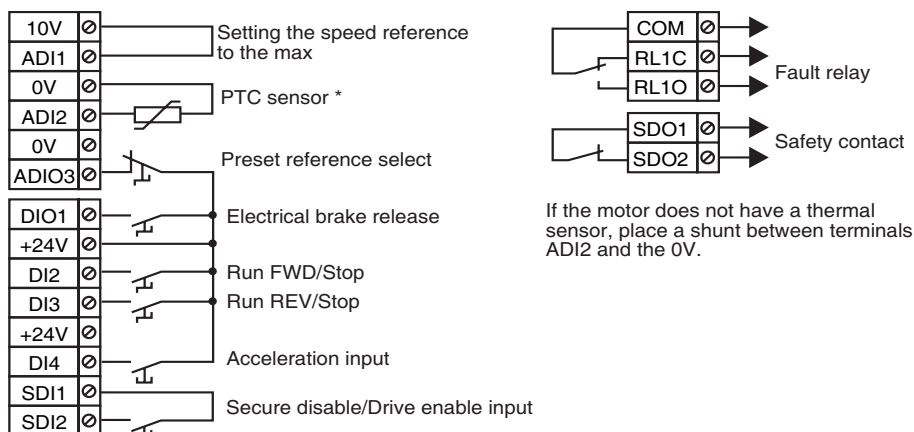 10V
Setting the speed reference
ADI1
to the max
0V
PTC sensor *
ADI2
0V
Preset reference select
ADIO3
DIO1
Electrical brake release
+24V
DI2
Run FWD/Stop
DI3
Run REV/Stop
+24V
DI4
Acceleration input
SDI1
Secure disable/Drive enable input
SDI2
COM
RL1C
Fault relay
RL1O
SDO1
Safety contact
SDO2
If the motor does not have a thermal
sensor, place a shunt between terminals
ADI2 and the 0V.